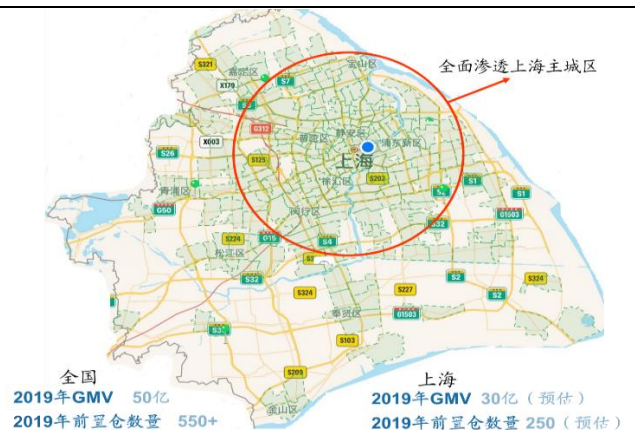 全面渗透上海主城区
宝山区
S321
嘉定区
X179
S7
G312
X003
普陀区
静安区
浦东新区
上海
S26
S125
S203
徐汇区
青浦区
S1
S1
G50
闵行区
G1503
S32
S224
G15
S4
松江区
S32
S2
S324
S324
S227
S2
奉贤区
G1503
S103
S209
金山区
全国
2019年GMV 50亿
2019年前罝仓数量 550+
上海
2019年GMV 30亿（预估）
2019年前罝仓数量 250（预估）